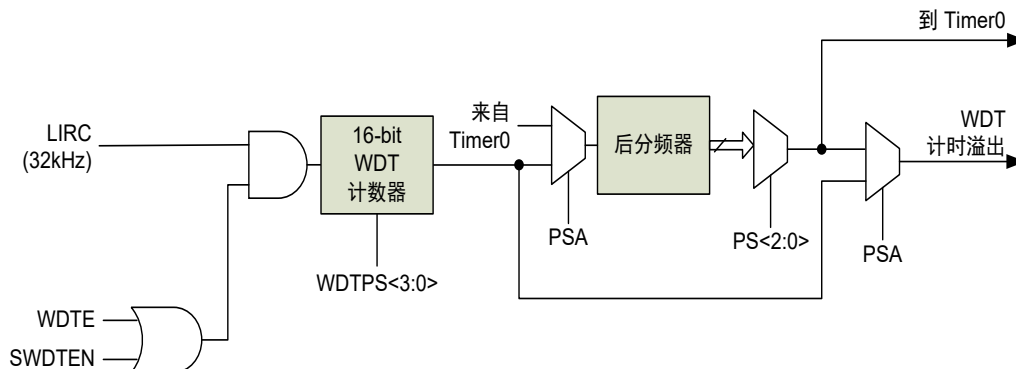 到 Timer0
LIRC
(32kHz)
16-bit
WDT
计数器
来自
Timer0
后分频器
WDT
计时溢出
PSA
PS<2:0>
PSA
WDTPS<3:0>
WDTE
SWDTEN